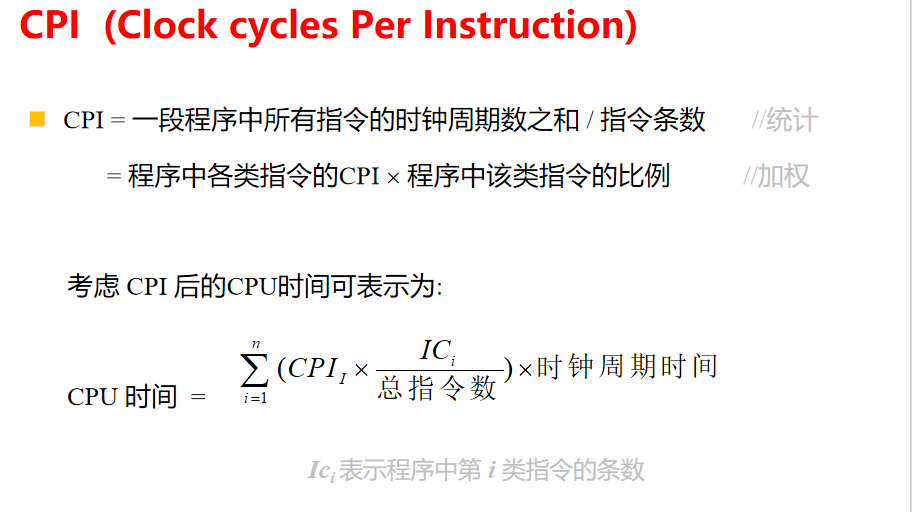 CPI (Clock cycles Per Instruction)
CPI = 一段程序中所有指令的时钟周期数之和 / 指令条数 //统计
= 程序中各类指令的CPI × 程序中该类指令的比例 //加权
考虑 CPI 后的CPU时间可表示为:
CPU 时间 = \sum_{i=1}^{n} (CPI_I × \frac{IC_i}{总指令数}) × 时钟周期时间
Ic_i 表示程序中第 i 类指令的条数